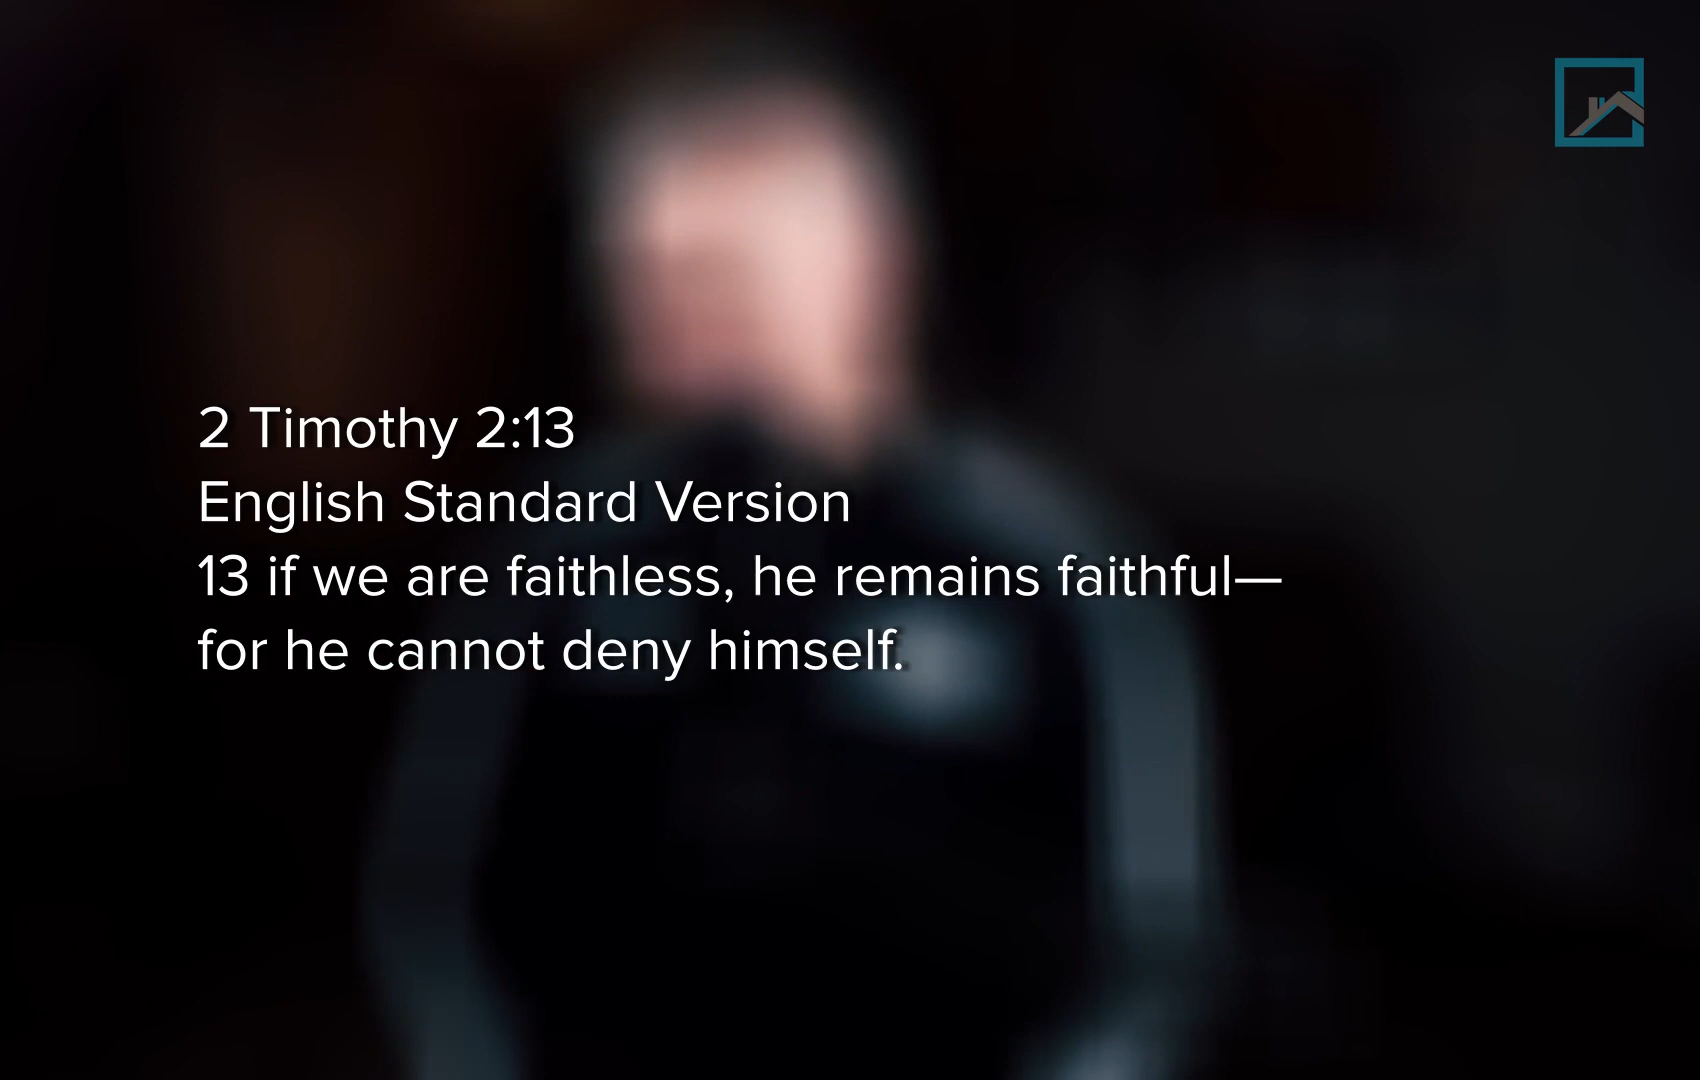 2 Timothy 2:13
English Standard Version
13 if we are faithless, he remains faithful—
for he cannot deny himself.